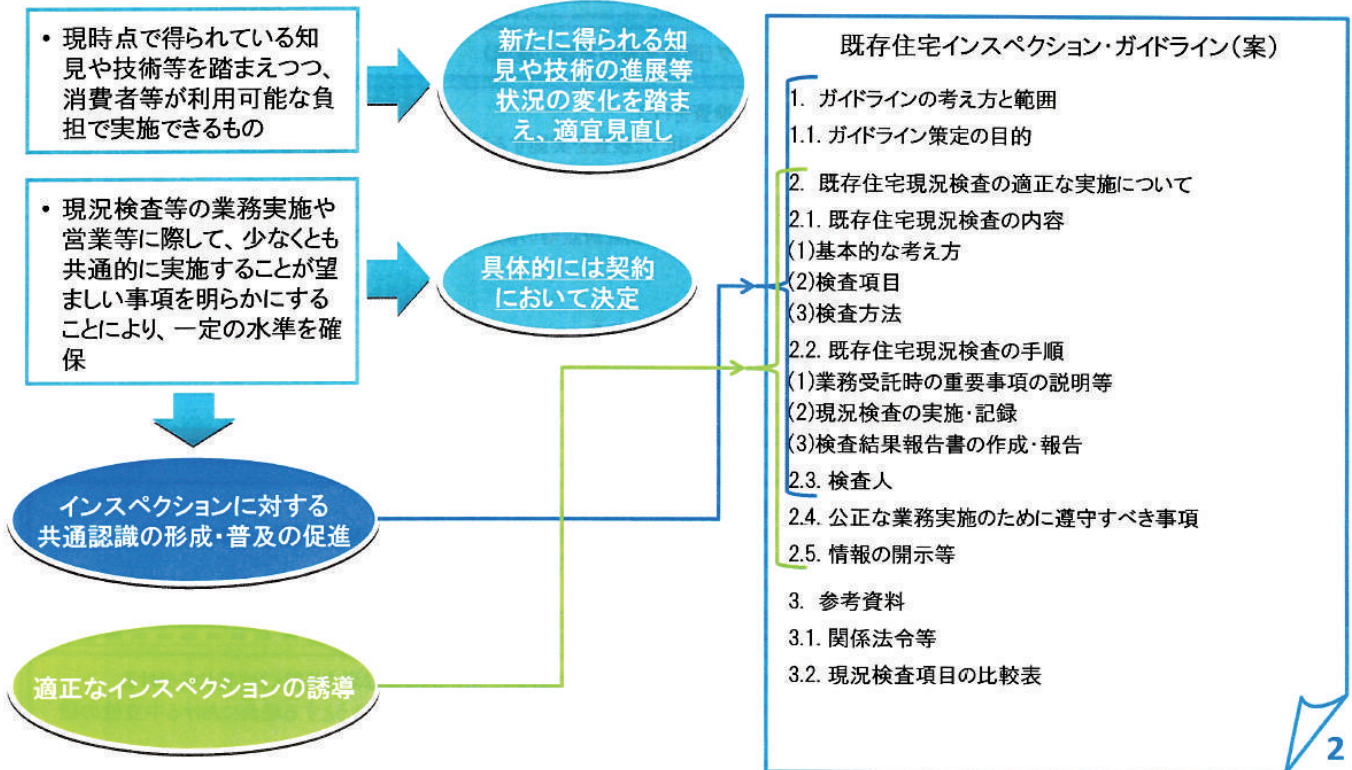 • 現時点で得られている知
見や技術等を踏まえつつ、
消費者等が利用可能な負
担で実施できるもの
新たに得られる知
見や技術の進展等
状況の変化を踏ま
え、適宜見直し
• 現況検査等の業務実施や
営業等に際して、少なくとも
共通的に実施することが望
ましい事項を明らかにする
ことにより、一定の水準を確
保
具体的には契約
において決定
インスペクションに対する
共通認識の形成・普及の促進
適正なインスペクションの誘導
既存住宅インスペクション・ガイドライン(案)
1. ガイドラインの考え方と範囲
1.1. ガイドライン策定の目的
2. 既存住宅現況検査の適正な実施について
2.1. 既存住宅現況検査の内容
(1)基本的な考え方
(2)検査項目
(3)検査方法
2.2. 既存住宅現況検査の手順
(1)業務受託時の重要事項の説明等
(2)現況検査の実施・記録
(3)検査結果報告書の作成・報告
2.3. 検査人
2.4. 公正な業務実施のために遵守すべき事項
2.5. 情報の開示等
3. 参考資料
3.1. 関係法令等
3.2. 現況検査項目の比較表
2